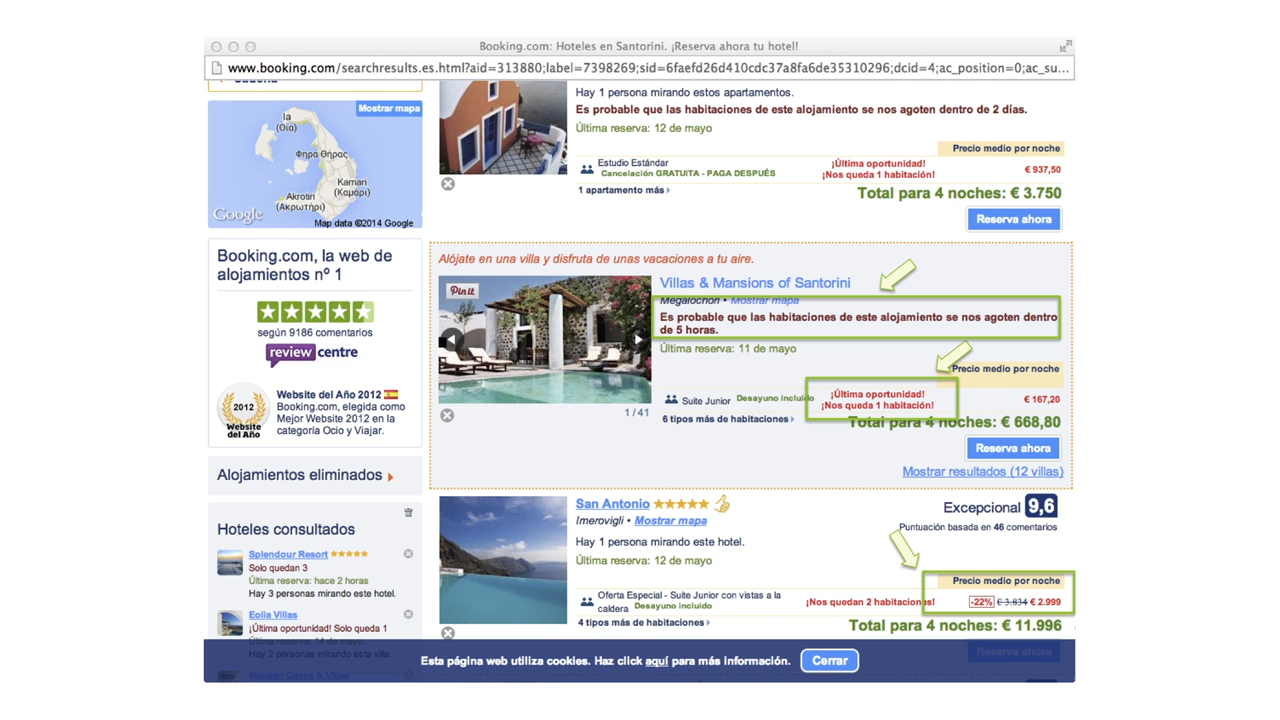 Booking.com: Hoteles en Santorini. ¡Reserva ahora tu hotel!
www.booking.com/searchresults.es.html?aid=313880;label=7398269;sid=6faefd26d410cdc37a8fa6de35310296;dcid=4;ac_position=0;ac_su...
Mostrar mapa
Ia
(Οία)
Φηρά Θήρας
Kamari
(Καμάρι)
Akrotiri
(Ακρωτήρι)
Google
Map data ©2014 Google
Booking.com, la web de
alojamientos nº 1
según 9186 comentarios
review centre
2012
Website
del Año
Website del Año 2012
Booking.com, elegida como
Mejor Website 2012 en la
categoría Ocio y Viajar.
Alojamientos eliminados
Hoteles consultados
Splendour Resort
Solo quedan 3
Última reserva: hace 2 horas
Hay 3 personas mirando este hotel.
Eolia Villas
¡Última oportunidad! Solo queda 1
Hay 2 personas mirando esta villa.
Hay 1 persona mirando estos apartamentos.
Es probable que las habitaciones de este alojamiento se nos agoten dentro de 2 días.
Última reserva: 12 de mayo
Precio medio por noche
Estudio Estándar
Cancelación GRATUITA - PAGA DESPUÉS
¡Última oportunidad!
¡Nos queda 1 habitación!
€ 937,50
1 apartamento más
Total para 4 noches: € 3.750
Reserva ahora
Alójate en una villa y disfruta de unas vacaciones a tu aire.
Pin it
1 / 41
Villas & Mansions of Santorini
Megalochori • Mostrar mapa
Es probable que las habitaciones de este alojamiento se nos agoten dentro
de 5 horas.
Última reserva: 11 de mayo
Precio medio por noche
Suite Junior Desayuno incluido
¡Última oportunidad!
¡Nos queda 1 habitación!
€ 167,20
6 tipos más de habitaciones
Total para 4 noches: € 668,80
Reserva ahora
Mostrar resultados (12 villas)
San Antonio
Imerovigli • Mostrar mapa
Excepcional 9,6
Puntuación basada en 46 comentarios
Hay 1 persona mirando este hotel.
Última reserva: 12 de mayo
Precio medio por noche
Oferta Especial - Suite Junior con vistas a la
caldera Desayuno incluido
¡Nos quedan 2 habitaciones!
-22% € 3.834 € 2.999
4 tipos más de habitaciones
Total para 4 noches: € 11.996
Reserva ahora
Esta página web utiliza cookies. Haz click aquí para más información. Cerrar